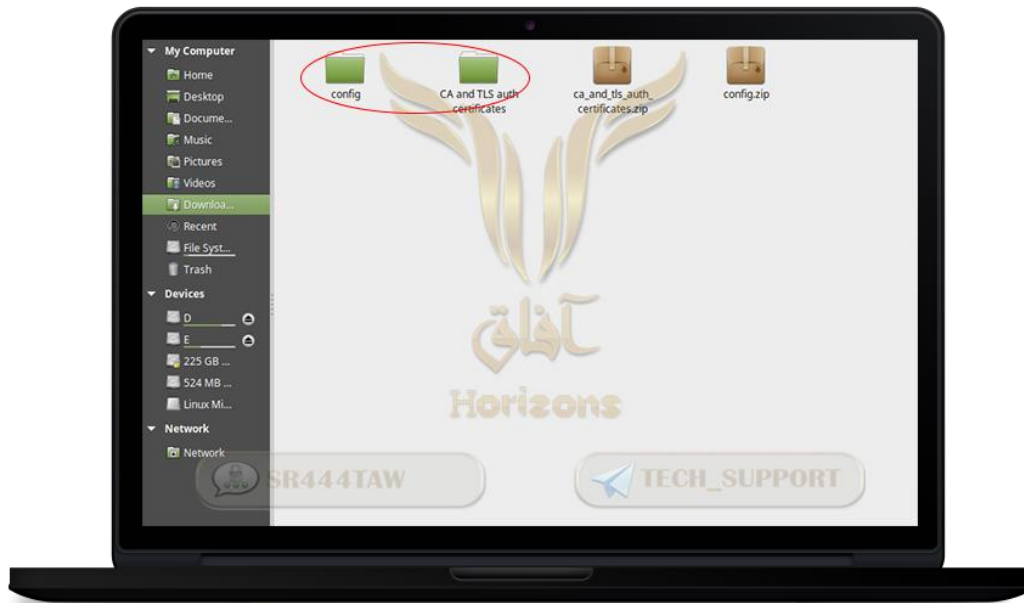 My Computer
Home
Desktop
Docume...
Music
Pictures
Videos
Downloa...
Recent
File Syst...
Trash
Devices
D
E
225 GB ...
524 MB ...
Linux Mi...
Network
Network
config
CA and TLS auth
certificates
ca_and_tls_auth_
certificates.zip
config.zip
آفاق
Horizons
SR444TAW
TECH_SUPPORT